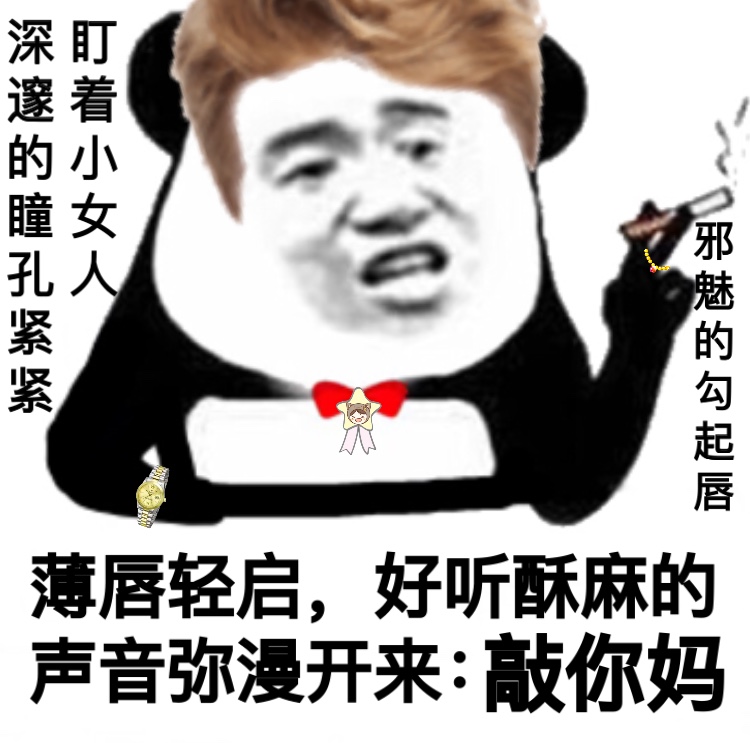 深邃的瞳孔紧紧
盯着小女人
邪魅的勾起唇
薄唇轻启，好听酥麻的
声音弥漫开来：敲你妈